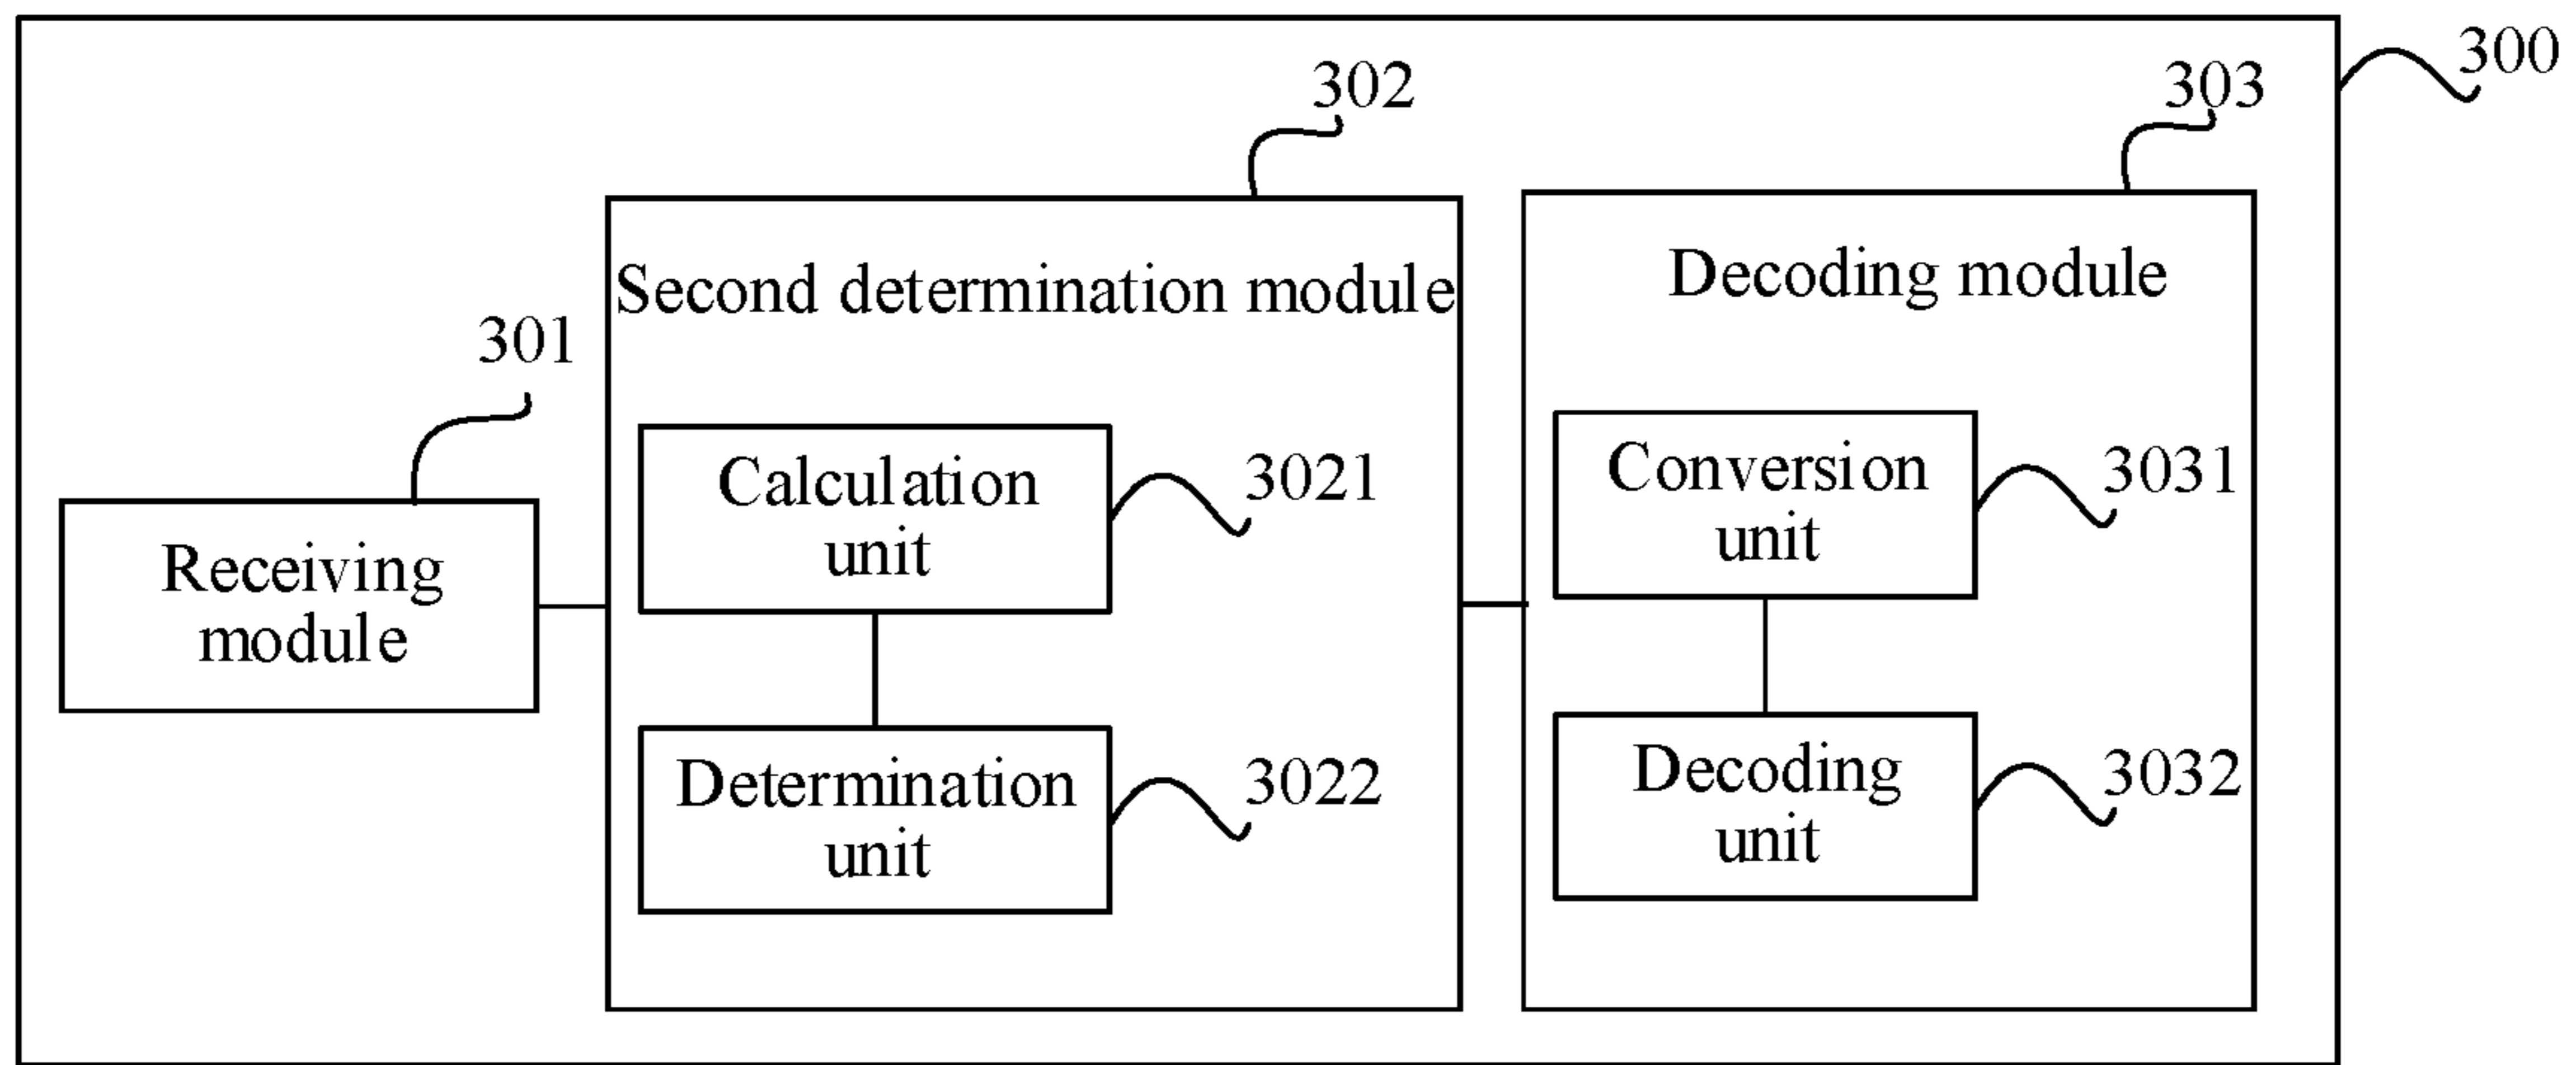 300
302
303
Second determination module
Decoding module
301
Calculation
unit
3021
Conversion
unit
3031
Receiving
module
Determination
unit
3022
Decoding
unit
3032